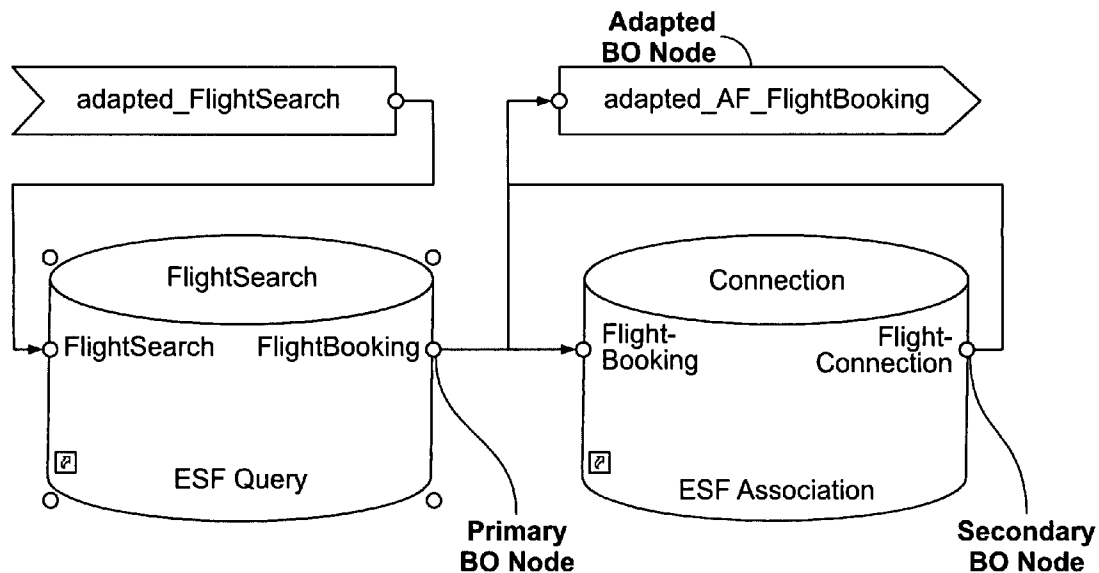 Adapted
BO Node
adapted_FlightSearch
adapted_AF_FlightBooking
FlightSearch
Connection
FlightSearch
FlightBooking
Flight-
Booking
Flight-
Connection
ESF Query
ESF Association
Primary
BO Node
Secondary
BO Node